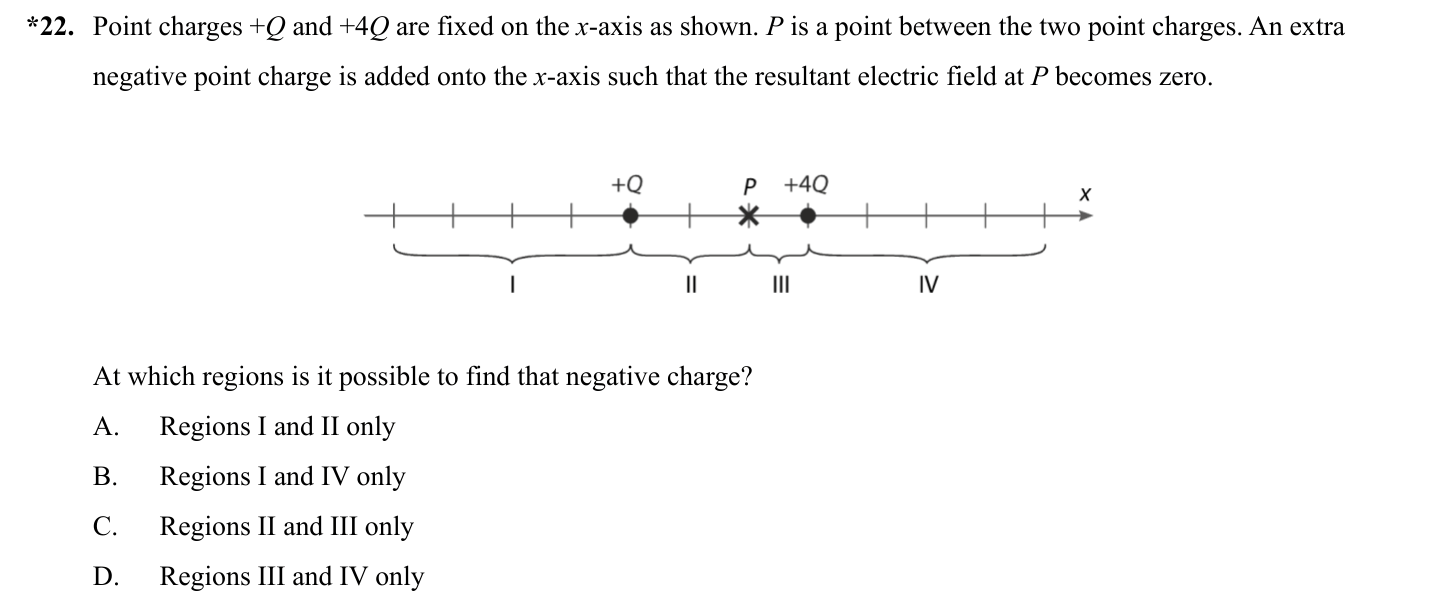 *22. Point charges +Q and +4Q are fixed on the x-axis as shown. P is a point between the two point charges. An extra
negative point charge is added onto the x-axis such that the resultant electric field at P becomes zero.
+Q P +4Q x
I II III IV
At which regions is it possible to find that negative charge?
A. Regions I and II only
B. Regions I and IV only
C. Regions II and III only
D. Regions III and IV only